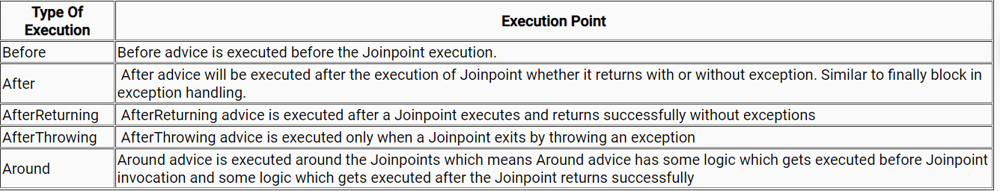 Type Of
Execution
Execution Point
Before
Before advice is executed before the Joinpoint execution.
After
After advice will be executed after the execution of Joinpoint whether it returns with or without exception. Similar to finally block in
exception handling.
AfterReturning
AfterReturning advice is executed after a Joinpoint executes and returns successfully without exceptions
AfterThrowing
AfterThrowing advice is executed only when a Joinpoint exits by throwing an exception
Around
Around advice is executed around the Joinpoints which means Around advice has some logic which gets executed before Joinpoint
invocation and some logic which gets executed after the Joinpoint returns successfully